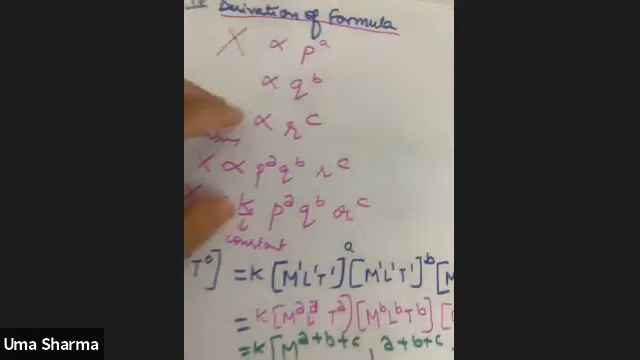 Derivation of Formula
X ∝ p^a
∝ q^b
∝ r^c
X ∝ p^a q^b r^c
k p^a q^b r^c
constant
T^0] = K [M^1 L^1 T^1]^a [M^1 L^1 T^1]^b [M
= K [M^a L^a T^a] [M^b L^b T^b] [
= K [M^a+b+c , a+b+c
Uma Sharma